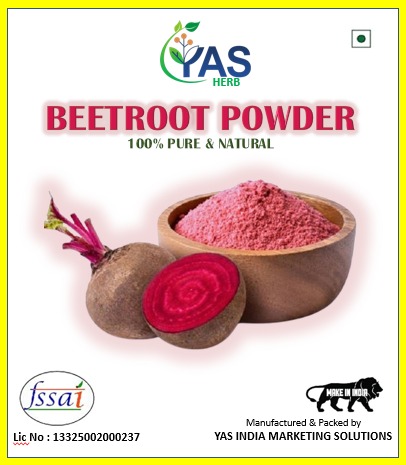 YAS
HERB
BEETROOT POWDER
100% PURE & NATURAL
fssai
Lic No : 13325002000237
MAKE IN INDIA
Manufactured & Packed by
YAS INDIA MARKETING SOLUTIONS